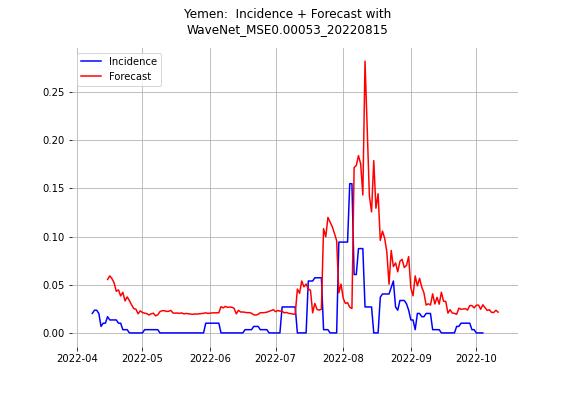 Yemen:  Incidence + Forecast with
WaveNet_MSE0.00053_20220815
Incidence
Forecast
0.25
0.20
0.15
0.10
0.05
0.00
2022-04 2022-05 2022-06 2022-07 2022-08 2022-09 2022-10